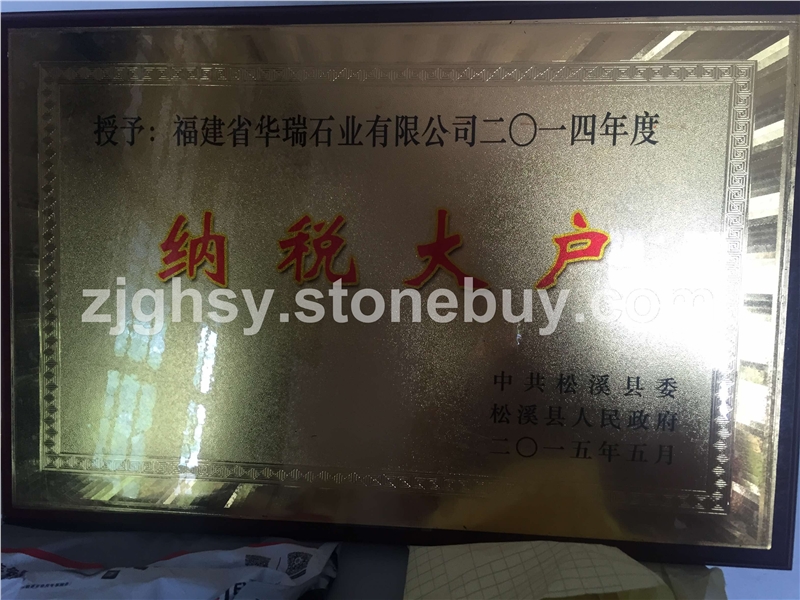 授予：福建省华瑞石业有限公司二〇一四年度
纳税大户
zjghsy.stonebuy.com
中共松溪县委
松溪县人民政府
二〇一五年五月